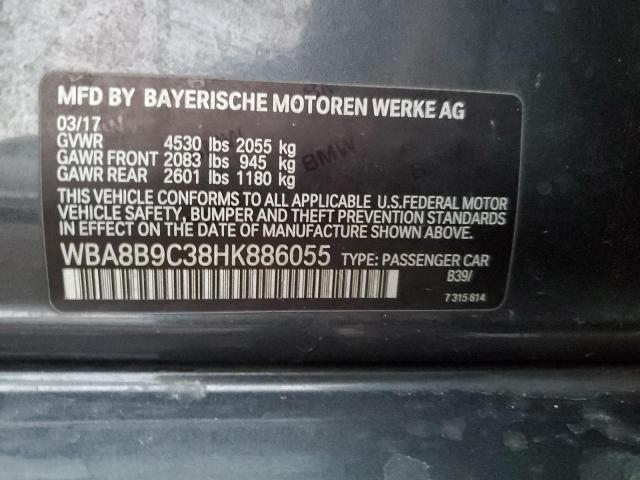 MFD BY BAYERISCHE MOTOREN WERKE AG
03/17
GVWR 4530 lbs 2055 kg
GAWR FRONT 2083 lbs 945 kg
GAWR REAR 2601 lbs 1180 kg
THIS VEHICLE CONFORMS TO ALL APPLICABLE U.S.FEDERAL MOTOR
VEHICLE SAFETY, BUMPER AND THEFT PREVENTION STANDARDS
IN EFFECT ON THE DATE OF MANUFACTURE SHOWN ABOVE.
WBA8B9C38HK886055 TYPE: PASSENGER CAR
B39/
7 315 814
BMW